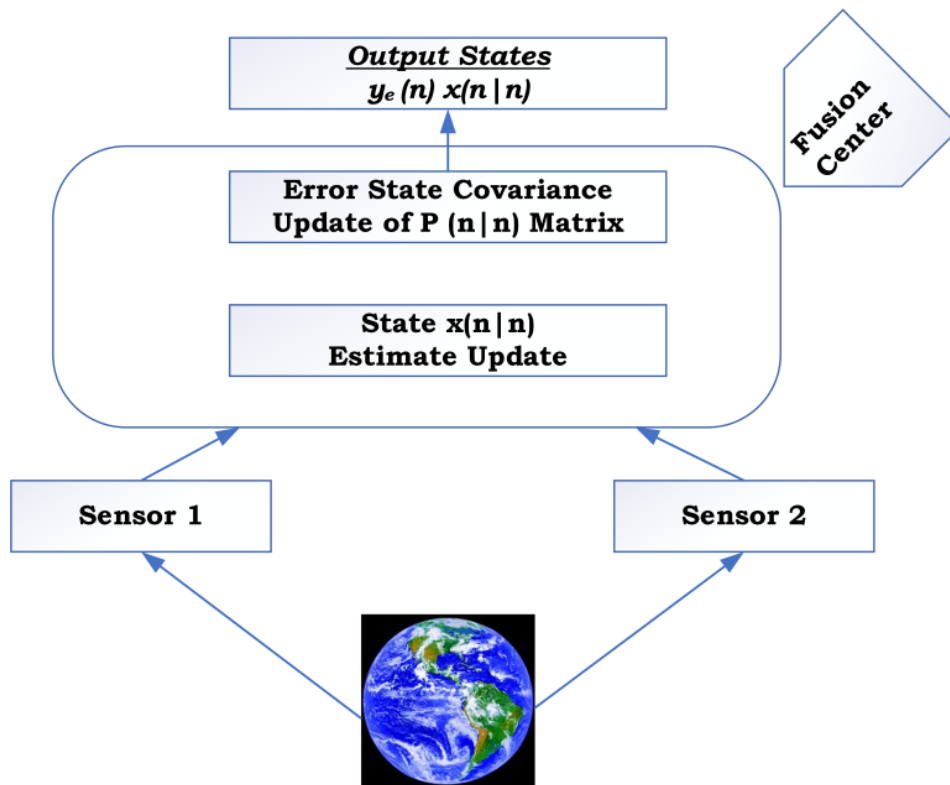 Output States
yₑ (n) x(n|n)
Fusion
Center
Error State Covariance
Update of P (n|n) Matrix
State x(n|n)
Estimate Update
Sensor 1
Sensor 2